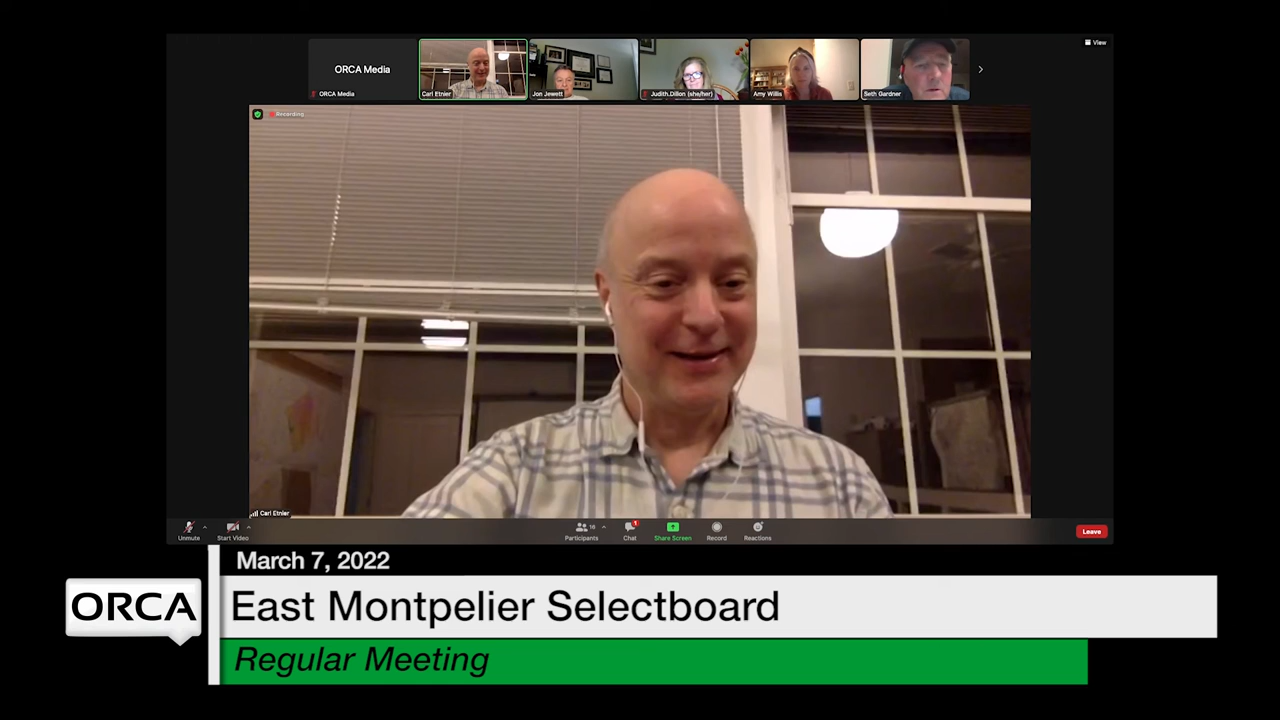 View
ORCA Media
ORCA Media
Carl Etnier
Jon Jewett
Judith.Dillon (she/her)
Amy Willis
Seth Gardner
Recording
Carl Etnier
Unmute
Start Video
16
Participants
1
Chat
Share Screen
Record
Reactions
Leave
March 7, 2022
ORCA
East Montpelier Selectboard
Regular Meeting